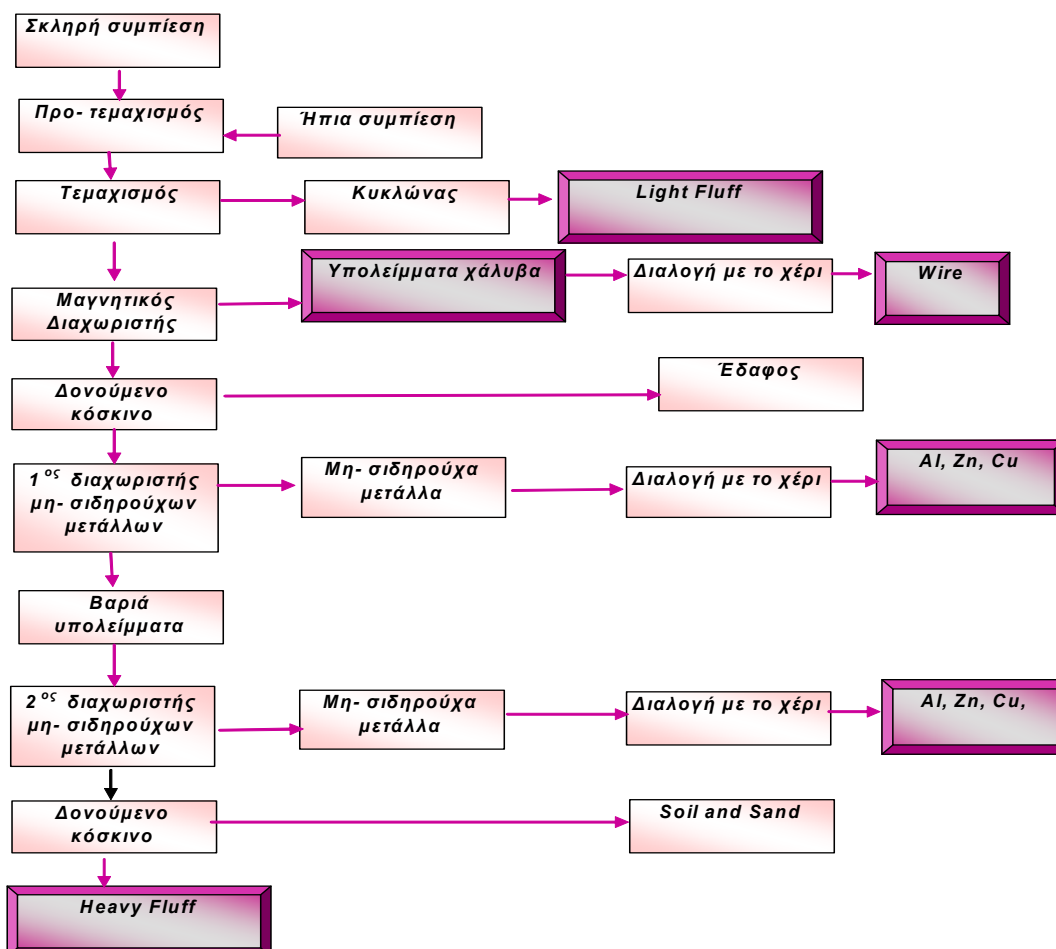 Σκληρή συμπίεση
Προ- τεμαχισμός
Ήπια συμπίεση
Τεμαχισμός
Κυκλώνας
Light Fluff
Υπολείμματα χάλυβα
Διαλογή με το χέρι
Wire
Μαγνητικός
Διαχωριστής
Δονούμενο
κόσκινο
Έδαφος
1ος διαχωριστής
μη- σιδηρούχων
μετάλλων
Μη- σιδηρούχα
μετάλλα
Διαλογή με το χέρι
Al, Zn, Cu
Βαριά
υπολείμματα
2ος διαχωριστής
μη- σιδηρούχων
μετάλλων
Μη- σιδηρούχα
μετάλλα
Διαλογή με το χέρι
Al, Zn, Cu,
Δονούμενο
κόσκινο
Soil and Sand
Heavy Fluff